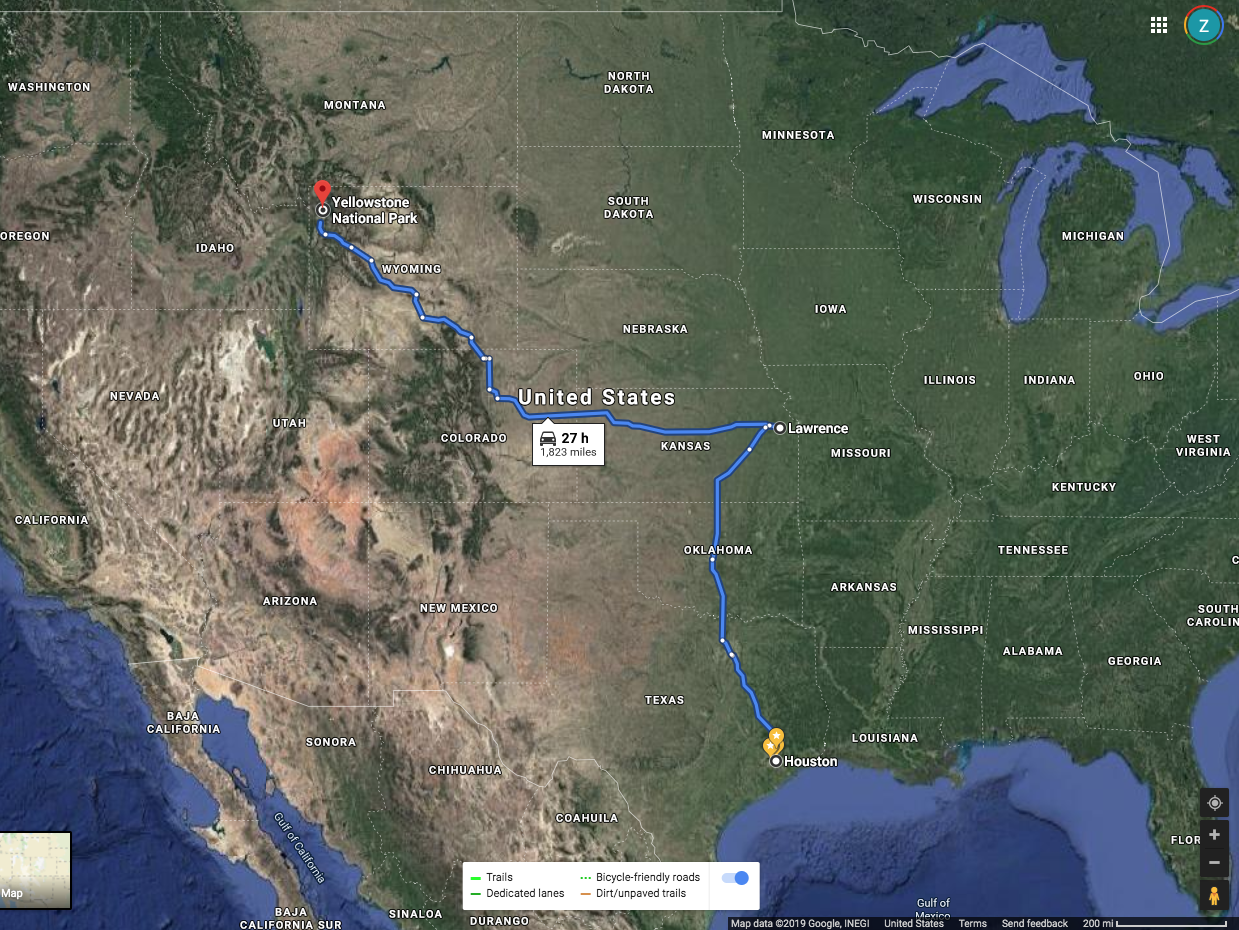 Z
NORTH
DAKOTA
WASHINGTON
MONTANA
MINNESOTA
Yellowstone
National Park
WISCONSIN
SOUTH
DAKOTA
OREGON
IDAHO
MICHIGAN
WYOMING
IOWA
NEBRASKA
ILLINOIS
INDIANA
OHIO
NEVADA
United States
UTAH
Lawrence
COLORADO
27 h
1,823 miles
KANSAS
MISSOURI
WEST
VIRGINIA
KENTUCKY
CALIFORNIA
OKLAHOMA
TENNESSEE
ARKANSAS
ARIZONA
NEW MEXICO
SOUTH
CAROLIN
MISSISSIPPI
ALABAMA
GEORGIA
TEXAS
BAJA
CALIFORNIA
SONORA
LOUISIANA
Houston
CHIHUAHUA
COAHUILA
Gulf of California
FLOR
Map
Trails
Bicycle-friendly roads
Dedicated lanes
Dirt/unpaved trails
Gulf of
Mexico
BAJA
CALIFORNIA SUR
SINALOA
DURANGO
Map data ©2019 Google, INEGI United States Terms Send feedback 200 mi